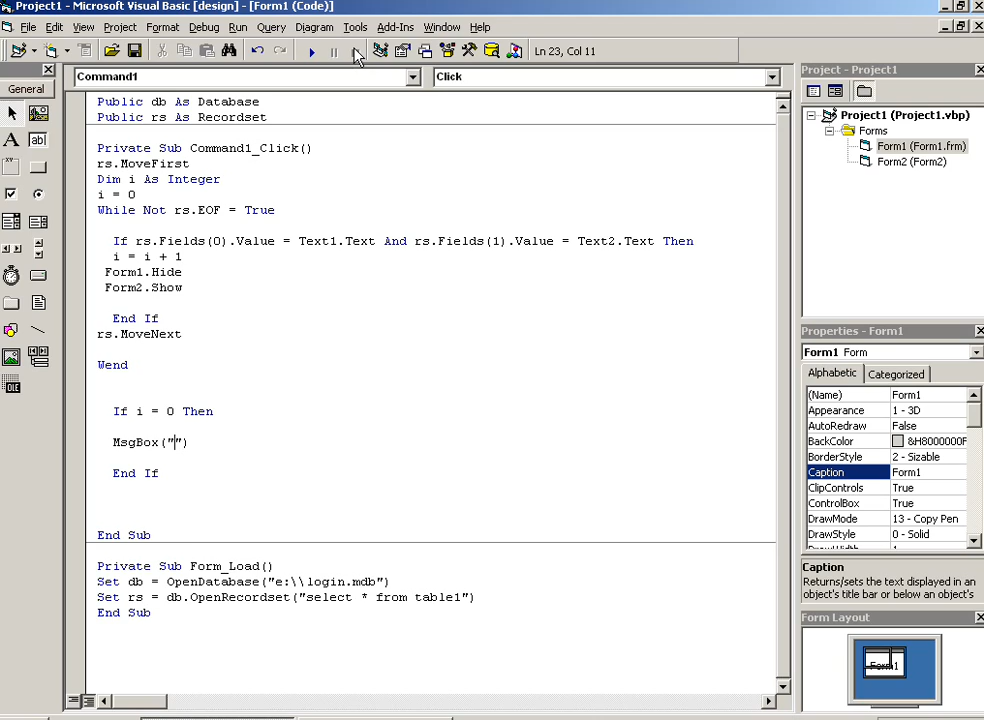 Project1 - Microsoft Visual Basic [design] - [Form1 (Code)]
File Edit View Project Format Debug Run Query Diagram Tools Add-Ins Window Help
Ln 23, Col 11
General
Command1
Click
Public db As Database
Public rs As Recordset
Private Sub Command1_Click()
rs.MoveFirst
Dim i As Integer
i = 0
While Not rs.EOF = True
If rs.Fields(0).Value = Text1.Text And rs.Fields(1).Value = Text2.Text Then
i = i + 1
Form1.Hide
Form2.Show
End If
rs.MoveNext
Wend
If i = 0 Then
MsgBox("")
End If
End Sub
Private Sub Form_Load()
Set db = OpenDatabase("e:\\login.mdb")
Set rs = db.OpenRecordset("select * from table1")
End Sub
Project - Project1
Project1 (Project1.vbp)
Forms
Form1 (Form1.frm)
Form2 (Form2)
Properties - Form1
Form1 Form
Alphabetic Categorized
(Name) Form1
Appearance 1 - 3D
AutoRedraw False
BackColor &H8000000F
BorderStyle 2 - Sizable
Caption Form1
ClipControls True
ControlBox True
DrawMode 13 - Copy Pen
DrawStyle 0 - Solid
DrawWidth 1
Caption
Returns/sets the text displayed in an
object's title bar or below an object's
Form Layout
Form1